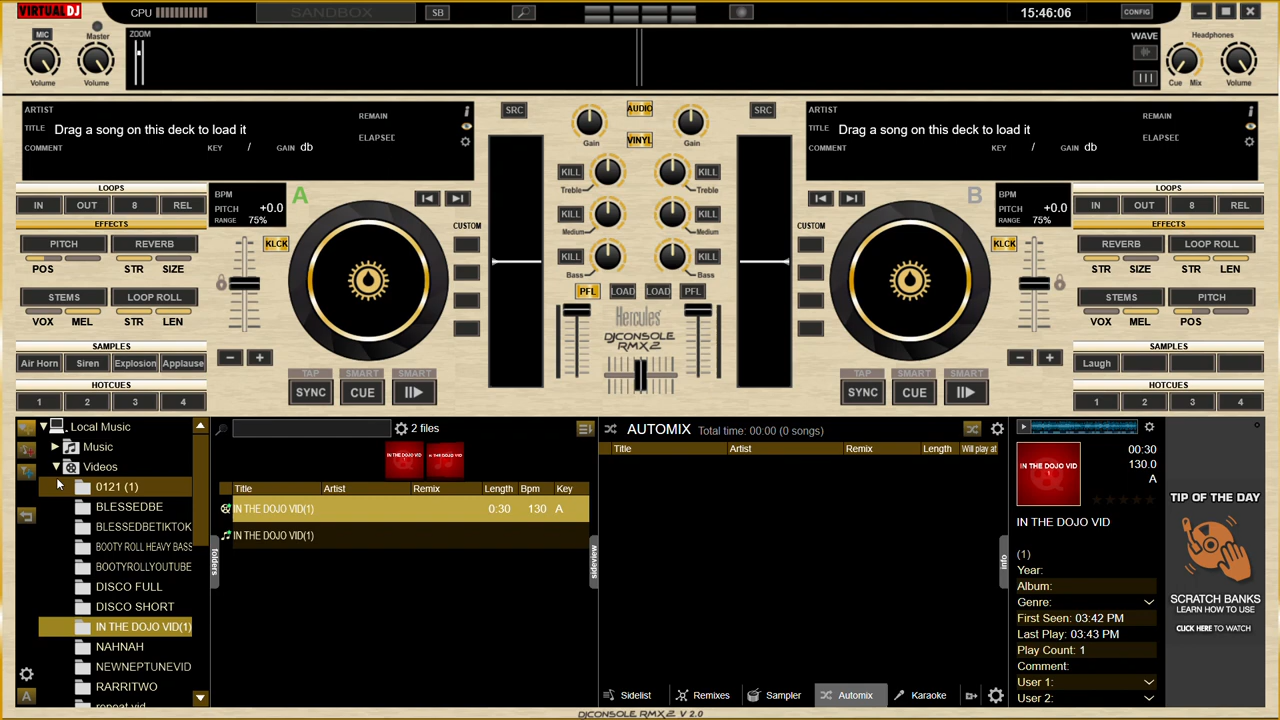 VIRTUAL DJ
CPU
SANDBOX
SB
15:46:06
CONFIG
MIC
Master
Volume
Volume
ZOOM
WAVE
Headphones
Cue
Mix
Volume
ARTIST
REMAIN
TITLE
Drag a song on this deck to load it
ELAPSED
COMMENT
KEY
/
GAIN
db
SRC
AUDIO
VINYL
Gain
Gain
SRC
ARTIST
REMAIN
TITLE
Drag a song on this deck to load it
ELAPSED
COMMENT
KEY
/
GAIN
db
LOOPS
IN
OUT
8
REL
EFFECTS
PITCH
REVERB
POS
STR
SIZE
STEMS
LOOP ROLL
VOX
MEL
STR
LEN
SAMPLES
Air Horn
Siren
Explosion
Applause
HOTCUES
1
2
3
4
BPM
PITCH
+0.0
RANGE
75%
A
KLCK
CUSTOM
TAP
SMART
SMART
SYNC
CUE
KILL
KILL
Treble
Treble
KILL
KILL
Medium
Medium
KILL
KILL
Bass
Bass
PFL
LOAD
LOAD
PFL
Hercules
DJCONSOLE
RMX2
B
BPM
PITCH
+0.0
RANGE
75%
CUSTOM
KLCK
TAP
SMART
SMART
SYNC
CUE
LOOPS
IN
OUT
8
REL
EFFECTS
REVERB
LOOP ROLL
STR
SIZE
STR
LEN
STEMS
PITCH
VOX
MEL
POS
SAMPLES
Laugh
HOTCUES
1
2
3
4
Local Music
Music
Videos
0121 (1)
BLESSEDBE
BLESSEDBETIKTOK
BOOTY ROLL HEAVY BASS
BOOTYROLLYOUTUBE
DISCO FULL
DISCO SHORT
IN THE DOJO VID(1)
NAHNAH
NEWNEPTUNEVID
RARRITWO
repeat vid
A
folders
2 files
Title
Artist
Remix
Length
Bpm
Key
IN THE DOJO VID(1)
0:30
130
A
IN THE DOJO VID(1)
sideview
AUTOMIX
Total time: 00:00 (0 songs)
Title
Artist
Remix
Length
Will play at
Sidelist
Remixes
Sampler
Automix
Karaoke
info
IN THE DOJO VID
00:30
130.0
A
IN THE DOJO VID
(1)
Year:
Album:
Genre:
First Seen: 03:42 PM
Last Play: 03:43 PM
Play Count: 1
Comment:
User 1:
User 2:
TIP OF THE DAY
SCRATCH BANKS
LEARN HOW TO USE
CLICK HERE TO WATCH
DJCONSOLE RMX2 V 2.0